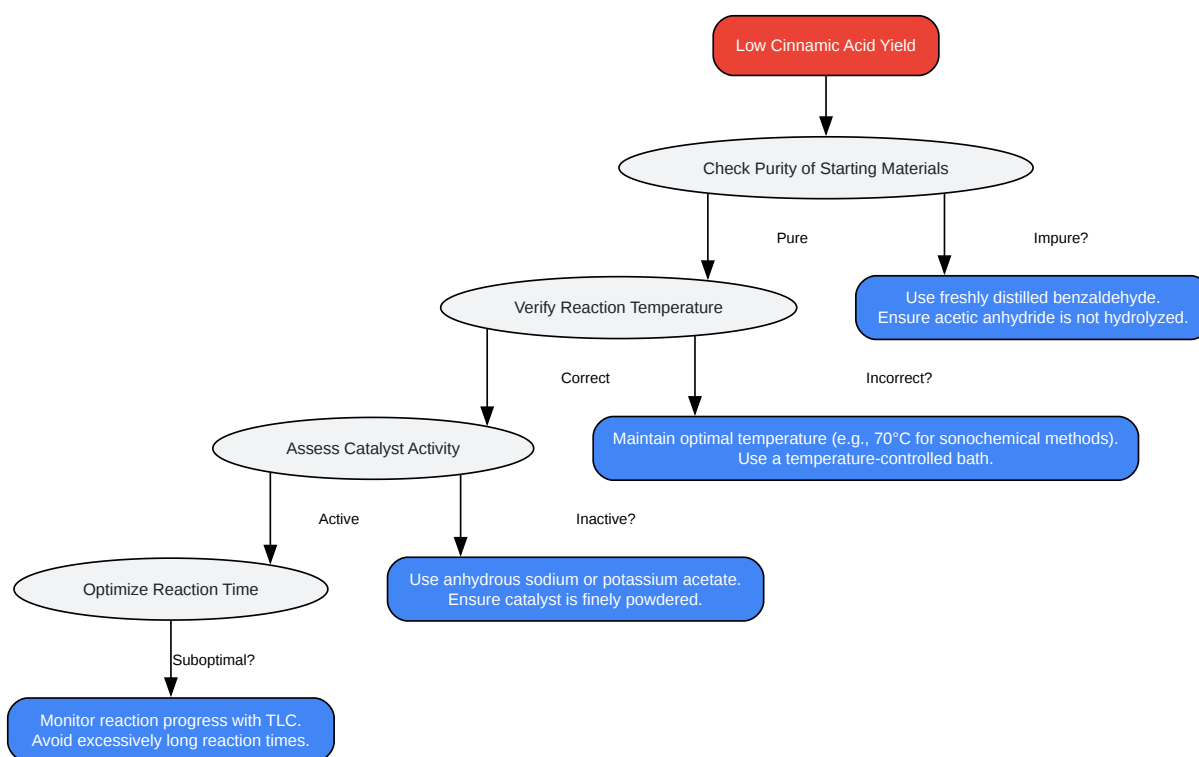 Low Cinnamic Acid Yield
Check Purity of Starting Materials
Pure
Impure?
Verify Reaction Temperature
Use freshly distilled benzaldehyde.
Ensure acetic anhydride is not hydrolyzed.
Correct
Incorrect?
Assess Catalyst Activity
Maintain optimal temperature (e.g., 70°C for sonochemical methods).
Use a temperature-controlled bath.
Active
Inactive?
Optimize Reaction Time
Use anhydrous sodium or potassium acetate.
Ensure catalyst is finely powdered.
Suboptimal?
Monitor reaction progress with TLC.
Avoid excessively long reaction times.